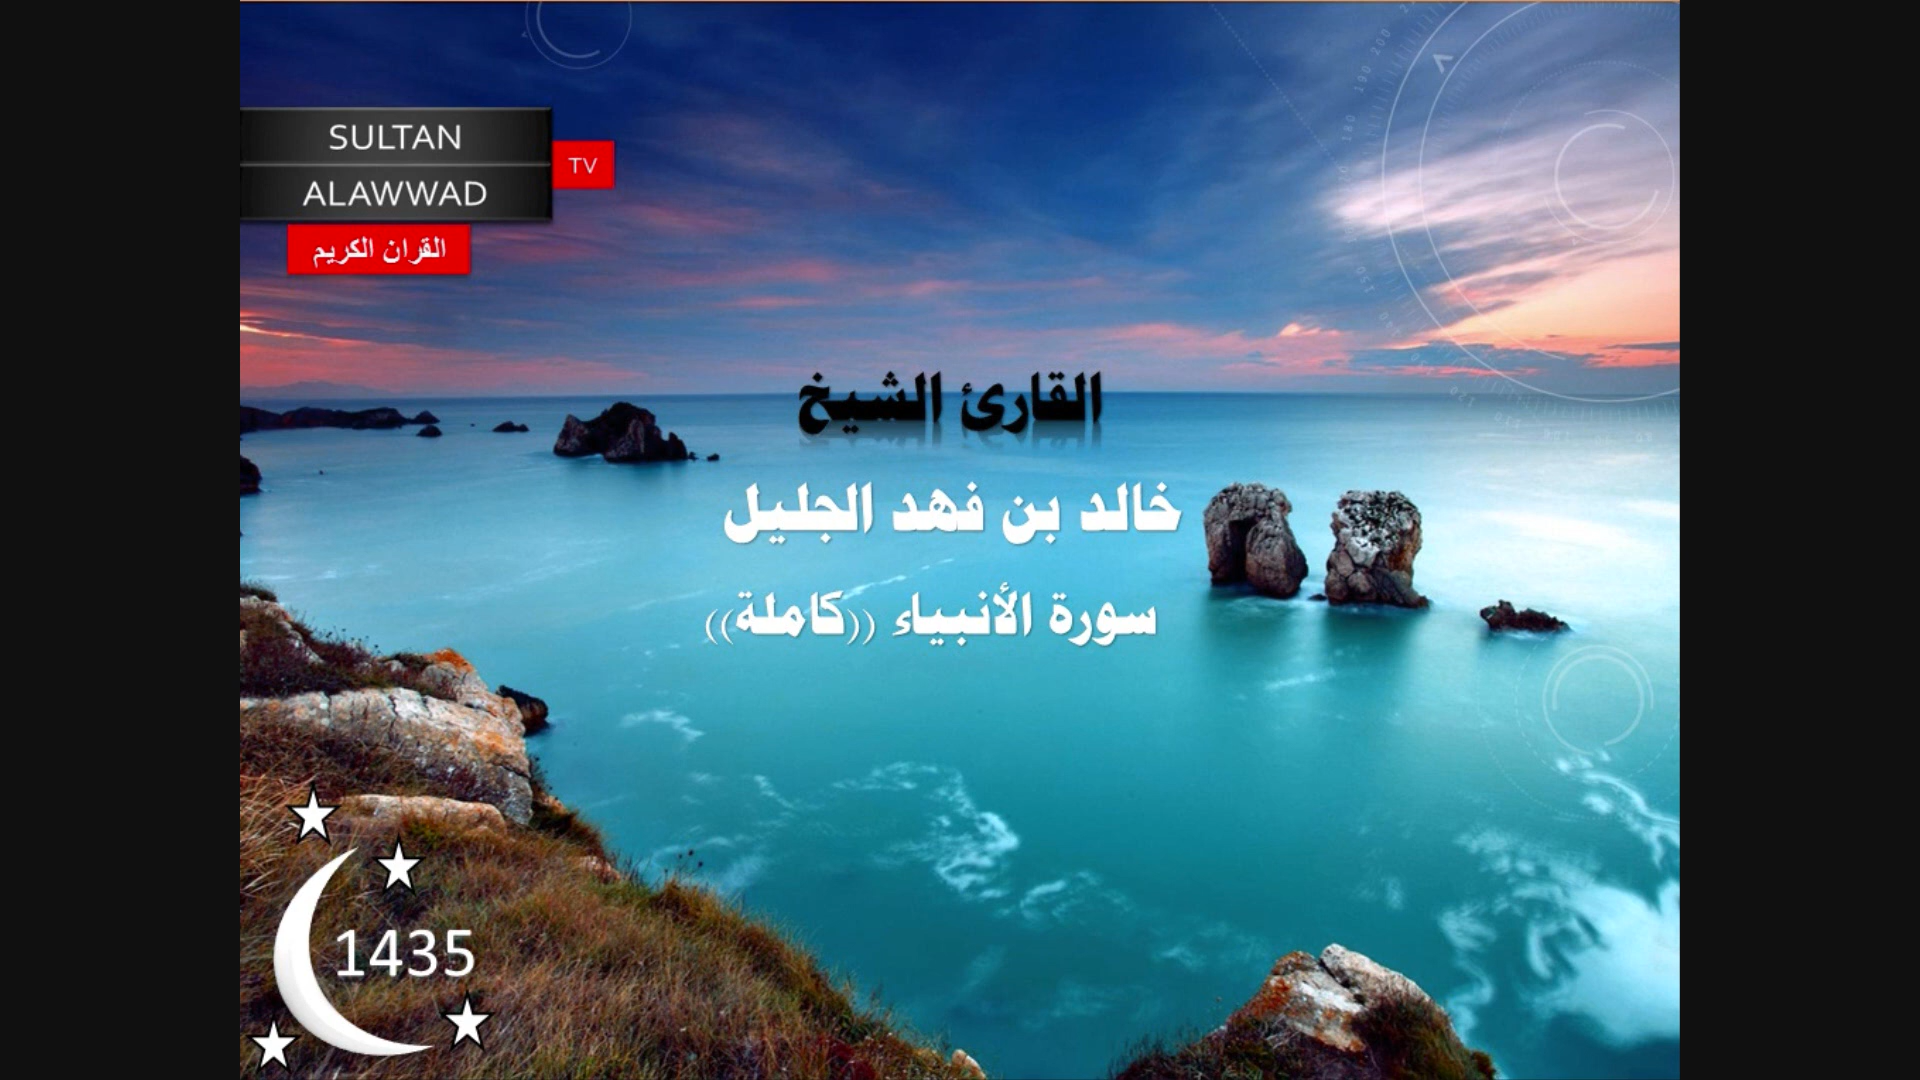 SULTAN
ALAWWAD
TV
القران الكريم
القارئ الشيخ
خالد بن فهد الجليل
سورة الأنبياء ((كاملة))
1435